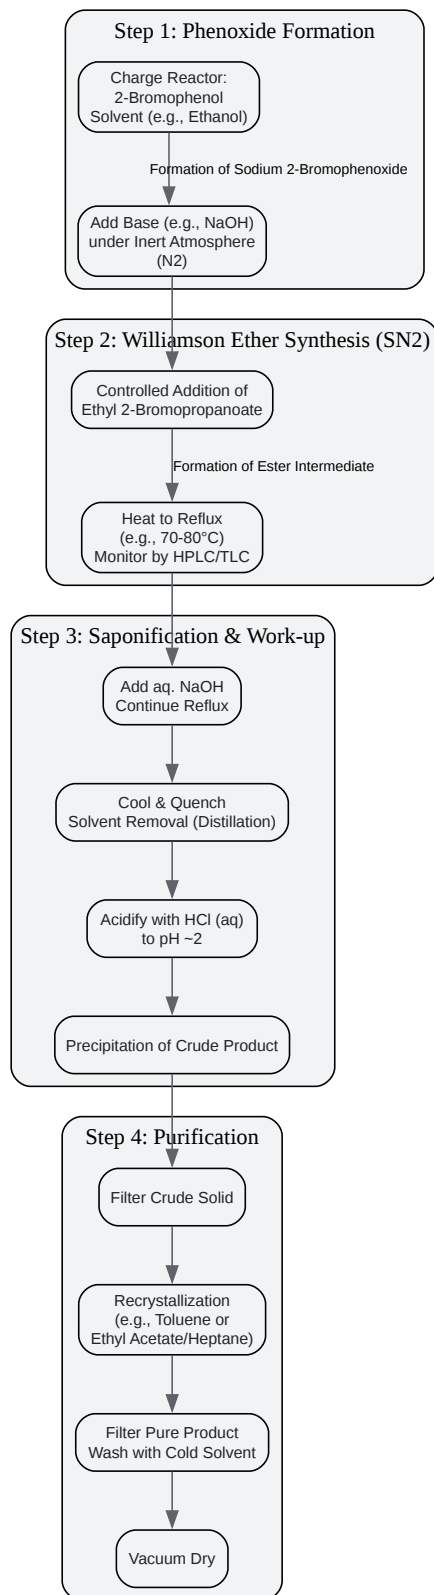 Step 1: Phenoxide Formation
Charge Reactor:
2-Bromophenol
Solvent (e.g., Ethanol)
Formation of Sodium 2-Bromophenoxide
Add Base (e.g., NaOH)
under Inert Atmosphere
(N2)
Step 2: Williamson Ether Synthesis (SN2)
Controlled Addition of
Ethyl 2-Bromopropanoate
Formation of Ester Intermediate
Heat to Reflux
(e.g., 70-80°C)
Monitor by HPLC/TLC
Step 3: Saponification & Work-up
Add aq. NaOH
Continue Reflux
Cool & Quench
Solvent Removal (Distillation)
Acidify with HCl (aq)
to pH ~2
Precipitation of Crude Product
Step 4: Purification
Filter Crude Solid
Recrystallization
(e.g., Toluene or
Ethyl Acetate/Heptane)
Filter Pure Product
Wash with Cold Solvent
Vacuum Dry